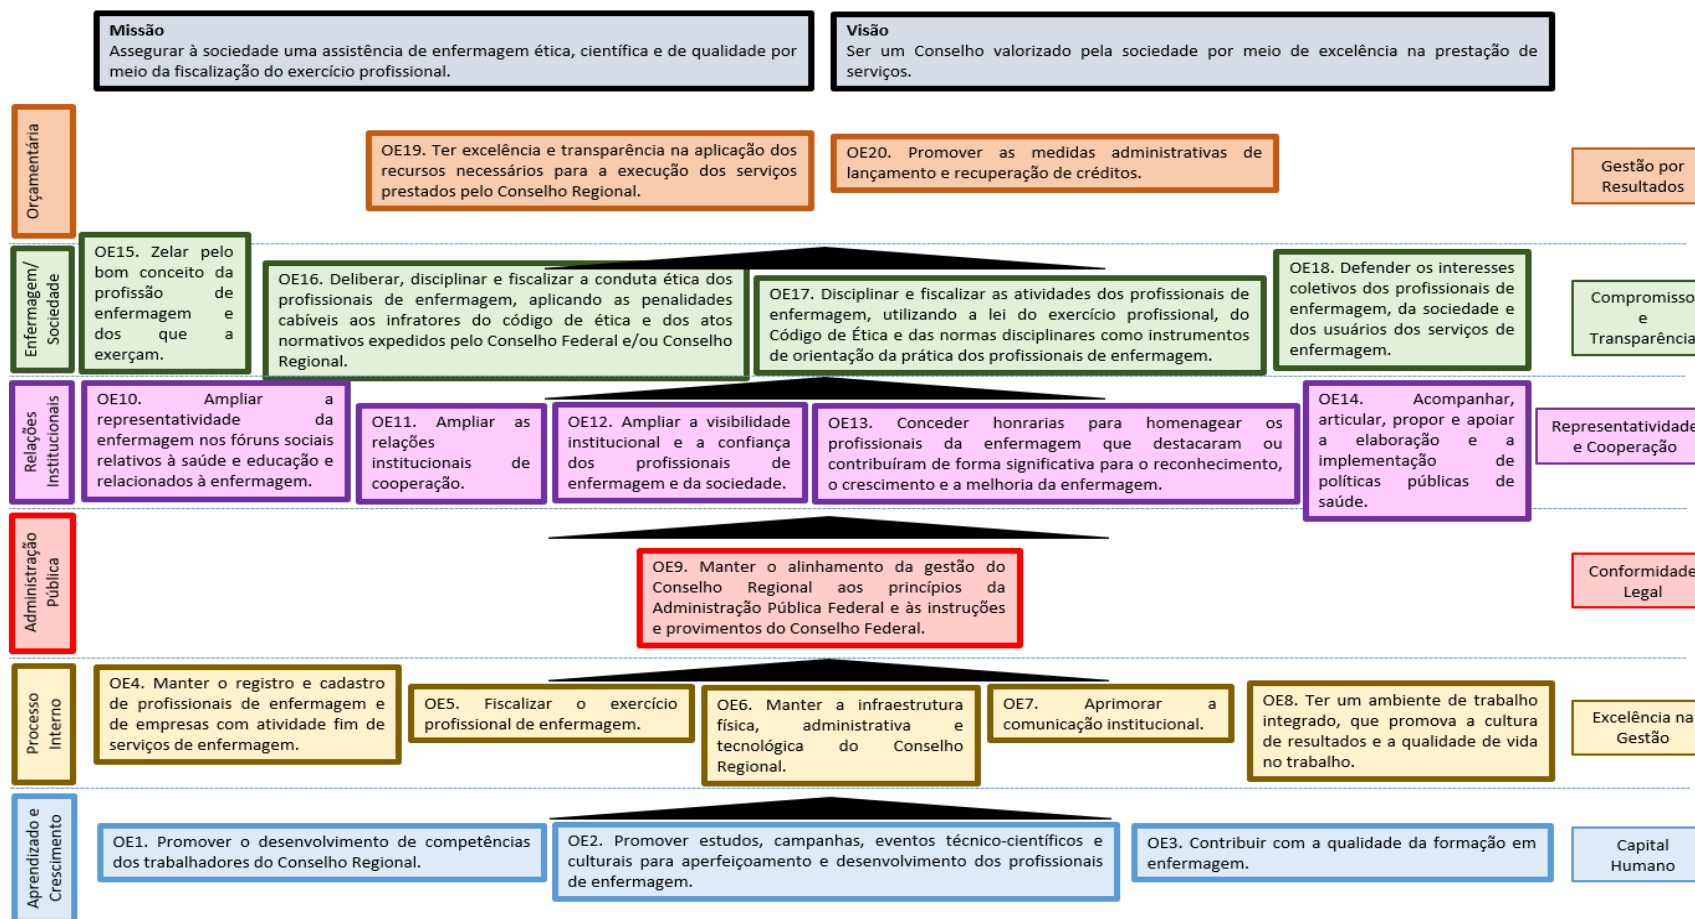 Missão
Assegurar à sociedade uma assistência de enfermagem ética, científica e de qualidade por
meio da fiscalização do exercício profissional.
Visão
Ser um Conselho valorizado pela sociedade por meio de excelência na prestação de
serviços.
Orçamentária
OE19. Ter excelência e transparência na aplicação dos
recursos necessários para a execução dos serviços
prestados pelo Conselho Regional.
OE20. Promover as medidas administrativas de
lançamento e recuperação de créditos.
Gestão por
Resultados
Enfermagem/
Sociedade
OE15. Zelar pelo
bom conceito da
profissão de
enfermagem e
dos que a
exerçam.
OE16. Deliberar, disciplinar e fiscalizar a conduta ética dos
profissionais de enfermagem, aplicando as penalidades
cabíveis aos infratores do código de ética e dos atos
normativos expedidos pelo Conselho Federal e/ou Conselho
Regional.
OE17. Disciplinar e fiscalizar as atividades dos profissionais de
enfermagem, utilizando a lei do exercício profissional, do
Código de Ética e das normas disciplinares como instrumentos
de orientação da prática dos profissionais de enfermagem.
OE18. Defender os interesses
coletivos dos profissionais de
enfermagem, da sociedade e
dos usuários dos serviços de
enfermagem.
Compromisso
e
Transparência
Relações
Institucionais
OE10. Ampliar a
representatividade da
enfermagem nos fóruns sociais
relativos à saúde e educação e
relacionados à enfermagem.
OE11. Ampliar as
relações
institucionais de
cooperação.
OE12. Ampliar a visibilidade
institucional e a confiança
dos profissionais de
enfermagem e da sociedade.
OE13. Conceder honrarias para homenagear os
profissionais da enfermagem que destacaram ou
contribuíram de forma significativa para o reconhecimento,
o crescimento e a melhoria da enfermagem.
OE14. Acompanhar,
articular, propor e apoiar
a elaboração e a
implementação de
políticas públicas de
saúde.
Representatividade
e Cooperação
Administração
Pública
OE9. Manter o alinhamento da gestão do
Conselho Regional aos princípios da
Administração Pública Federal e às instruções
e provimentos do Conselho Federal.
Conformidade
Legal
Processo
Interno
OE4. Manter o registro e cadastro
de profissionais de enfermagem e
de empresas com atividade fim de
serviços de enfermagem.
OE5. Fiscalizar o exercício
profissional de enfermagem.
OE6. Manter a infraestrutura
física, administrativa e
tecnológica do Conselho
Regional.
OE7. Aprimorar a
comunicação institucional.
OE8. Ter um ambiente de trabalho
integrado, que promova a cultura
de resultados e a qualidade de vida
no trabalho.
Excelência na
Gestão
Aprendizado e
Crescimento
OE1. Promover o desenvolvimento de competências
dos trabalhadores do Conselho Regional.
OE2. Promover estudos, campanhas, eventos técnico-científicos e
culturais para aperfeiçoamento e desenvolvimento dos profissionais
de enfermagem.
OE3. Contribuir com a qualidade da formação em
enfermagem.
Capital
Humano